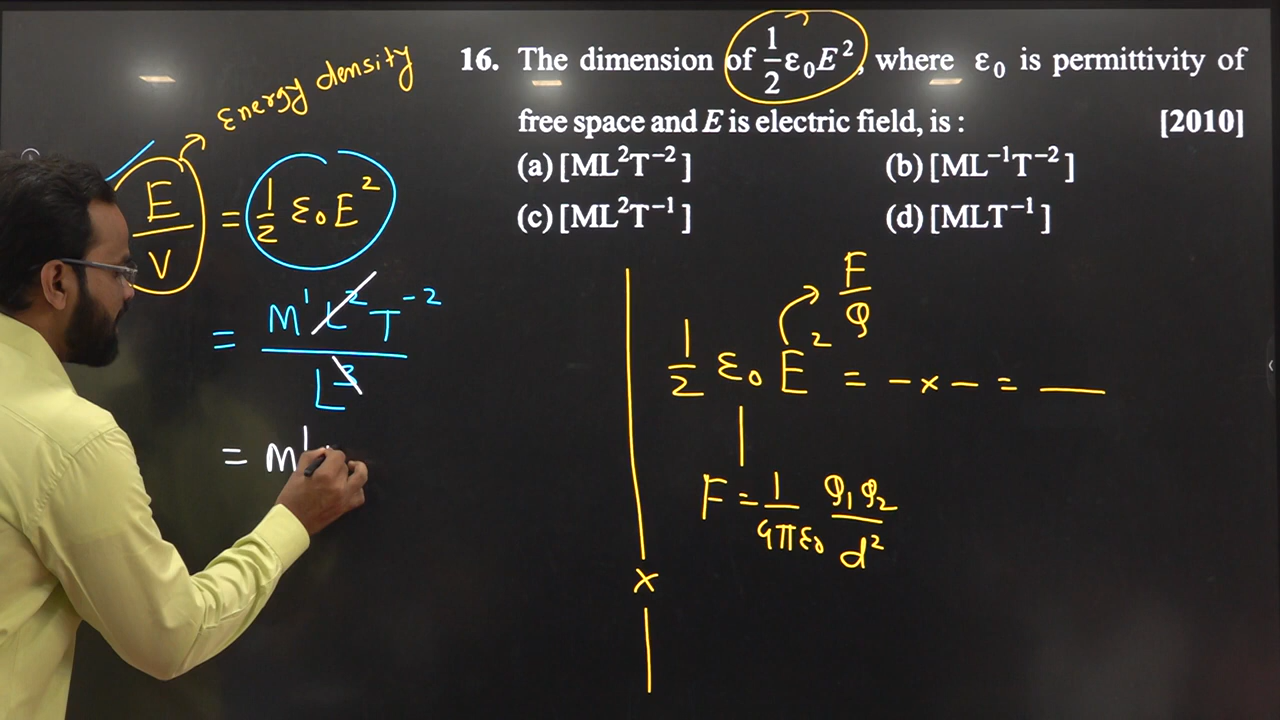 16. The dimension of 1/2 ε₀E², where ε₀ is permittivity of
free space and E is electric field, is : [2010]
(a) [ML²T⁻²] (b) [ML⁻¹T⁻²]
(c) [ML²T⁻¹] (d) [MLT⁻¹]
Energy density
E/V = 1/2 ε₀E²
= M¹L²T⁻²/L³
= M¹
F/Q
1/2 ε₀E² = – × – = —
F = 1/4πε₀ Q₁Q₂/d²
x